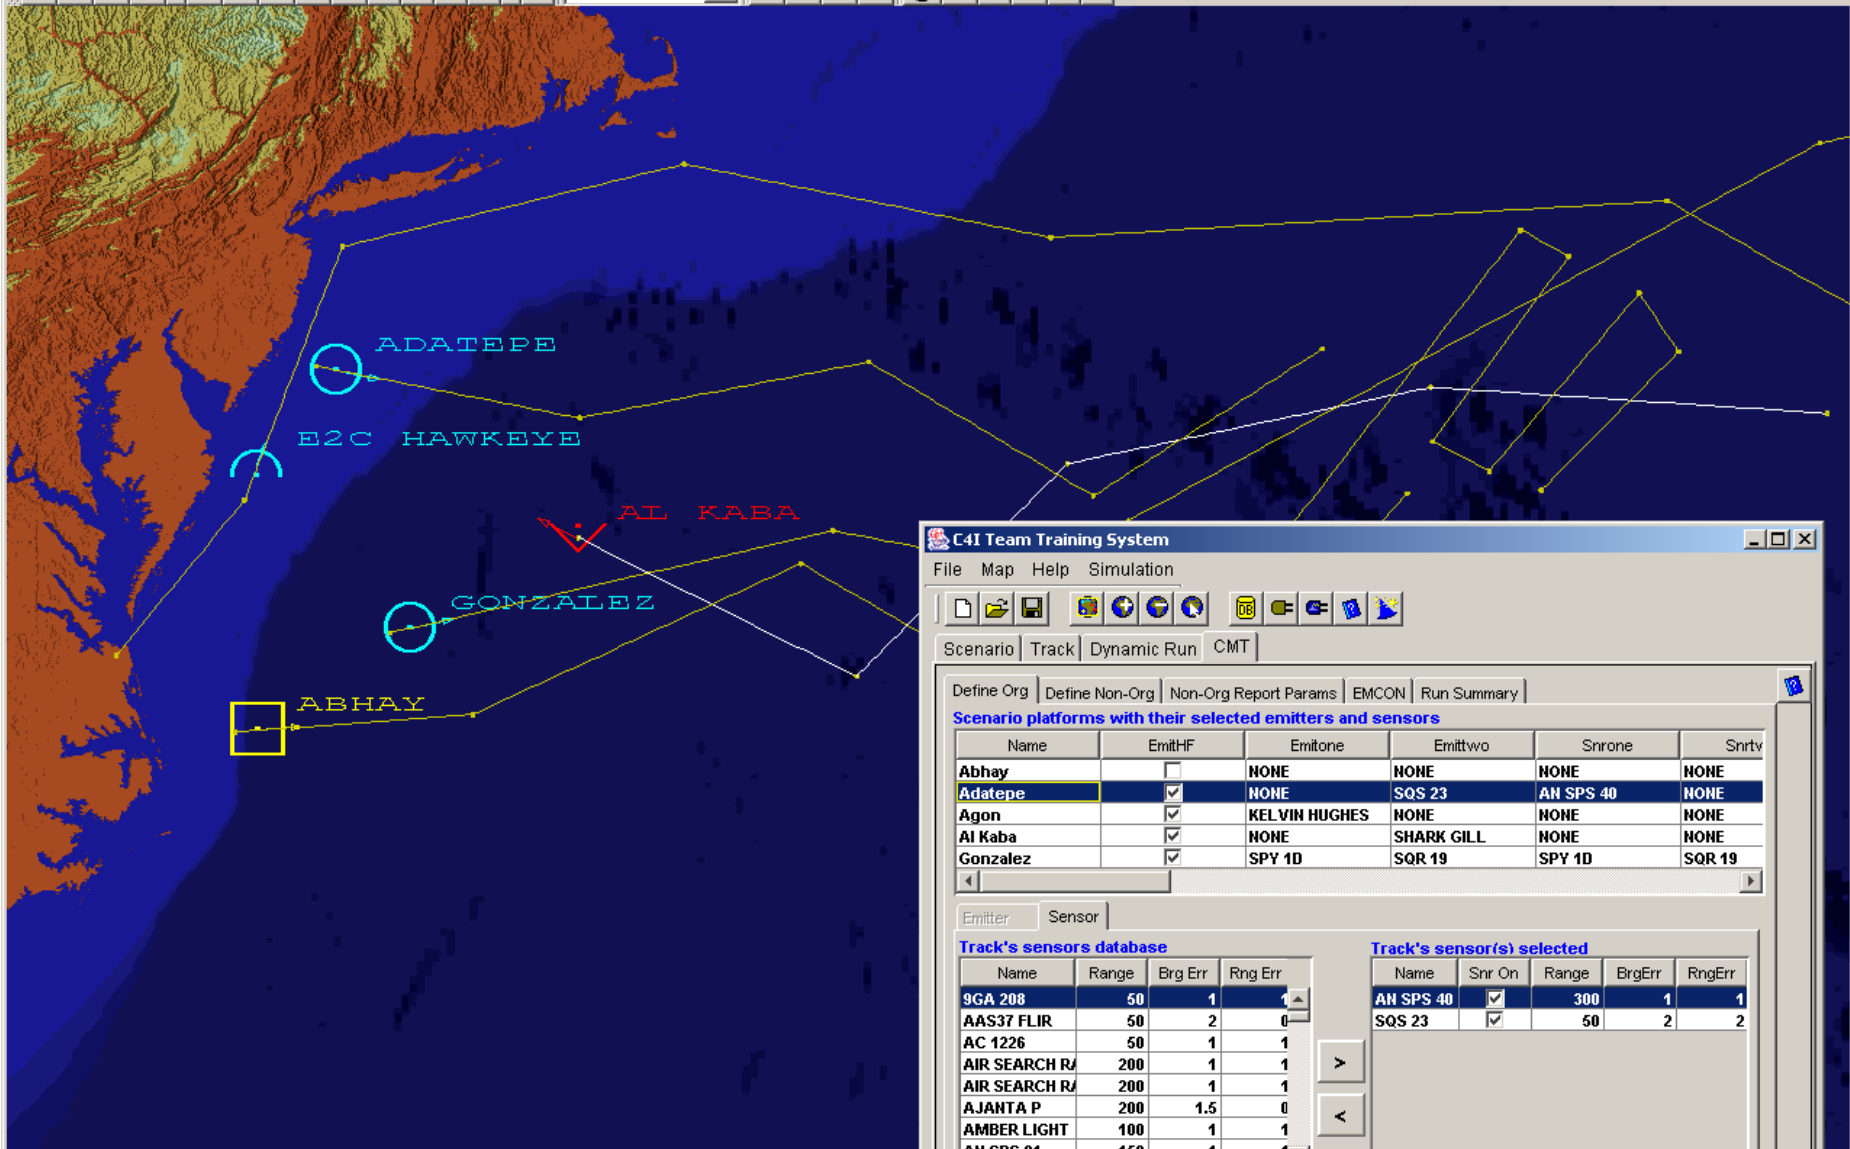 ADATEPE
E2C HAWKEYE
AL KABA
GONZALEZ
ABHAY
C4I Team Training System
File Map Help Simulation
DB
Scenario Track Dynamic Run CMT
Define Org Define Non-Org Non-Org Report Params EMCON Run Summary
Scenario platforms with their selected emitters and sensors
Name EmitHF Emitone Emittwo Snrone Snrtv
Abhay NONE NONE NONE NONE
Adatepe NONE SQS 23 AN SPS 40 NONE
Agon KELVIN HUGHES NONE NONE NONE
Al Kaba NONE SHARK GILL NONE NONE
Gonzalez SPY 1D SQR 19 SPY 1D SQR 19
Emitter Sensor
Track's sensors database
Name Range Brg Err Rng Err
9GA 208 50 1 1
AAS37 FLIR 50 2 0
AC 1226 50 1 1
AIR SEARCH RA 200 1 1
AIR SEARCH RA 200 1 1
AJANTA P 200 1.5 0
AMBER LIGHT 100 1 1
>
<
Track's sensor(s) selected
Name Snr On Range BrgErr RngErr
AN SPS 40 300 1 1
SQS 23 50 2 2